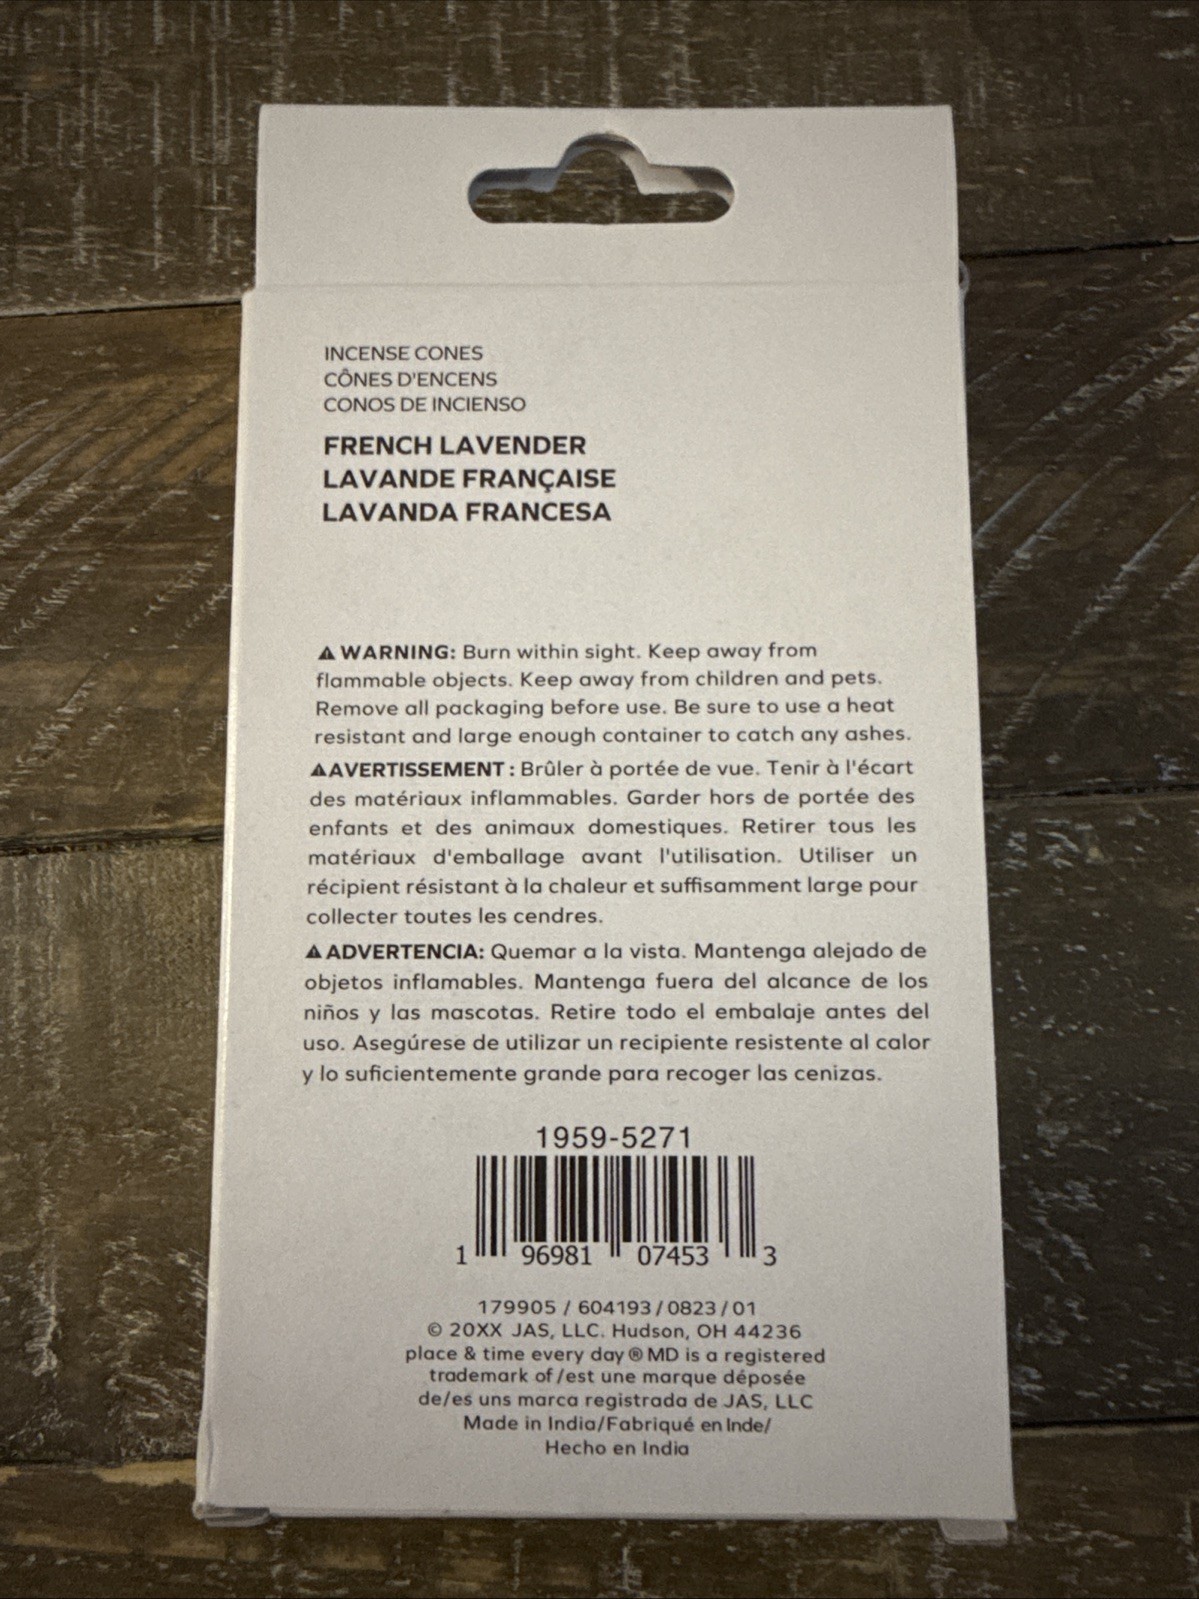 INCENSE CONES
CÔNES D'ENCENS
CONOS DE INCIENSO
FRENCH LAVENDER
LAVANDE FRANÇAISE
LAVANDA FRANCESA
⚠WARNING: Burn within sight. Keep away from
flammable objects. Keep away from children and pets.
Remove all packaging before use. Be sure to use a heat
resistant and large enough container to catch any ashes.
⚠AVERTISSEMENT : Brûler à portée de vue. Tenir à l'écart
des matériaux inflammables. Garder hors de portée des
enfants et des animaux domestiques. Retirer tous les
matériaux d'emballage avant l'utilisation. Utiliser un
récipient résistant à la chaleur et suffisamment large pour
collecter toutes les cendres.
⚠ADVERTENCIA: Quemar a la vista. Mantenga alejado de
objetos inflamables. Mantenga fuera del alcance de los
niños y las mascotas. Retire todo el embalaje antes del
uso. Asegúrese de utilizar un recipiente resistente al calor
y lo suficientemente grande para recoger las cenizas.
1959-5271
1 96981 07453 3
179905 / 604193 / 0823 / 01
© 20XX JAS, LLC. Hudson, OH 44236
place & time every day ® MD is a registered
trademark of /est une marque déposée
de/es uns marca registrada de JAS, LLC
Made in India/Fabriqué en Inde/
Hecho en India